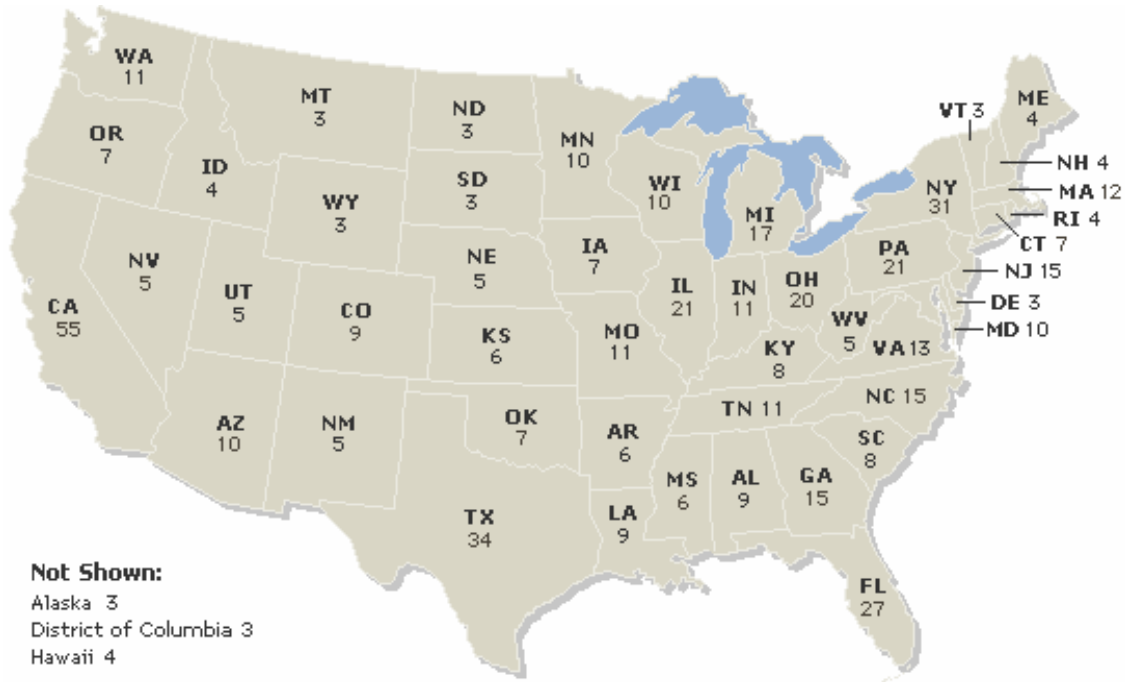 WA
11
MT
3
ND
3
MN
10
VT 3
ME
4
OR
7
ID
4
SD
3
WI
10
MI
17
NY
31
NH 4
MA 12
RI 4
CT 7
WY
3
NV
5
UT
5
NE
5
IA
7
IL
21
IN
11
OH
20
PA
21
NJ 15
DE 3
MD 10
CA
55
CO
9
KS
6
MO
11
KY
8
WV
5
VA 13
AZ
10
NM
5
OK
7
AR
6
TN 11
NC 15
SC
8
TX
34
LA
9
MS
6
AL
9
GA
15
FL
27
Not Shown:
Alaska 3
District of Columbia 3
Hawaii 4